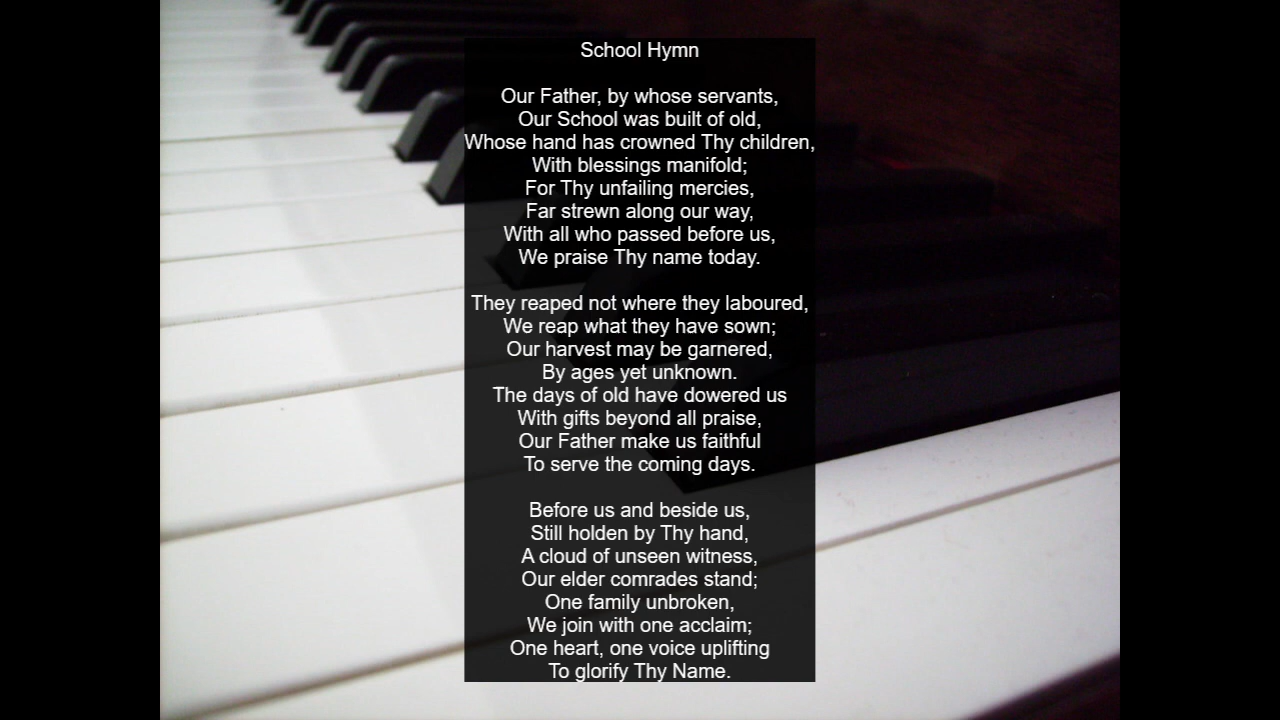 School Hymn
Our Father, by whose servants,
Our School was built of old,
Whose hand has crowned Thy children,
With blessings manifold;
For Thy unfailing mercies,
Far strewn along our way,
With all who passed before us,
We praise Thy name today.
They reaped not where they laboured,
We reap what they have sown;
Our harvest may be garnered,
By ages yet unknown.
The days of old have dowered us
With gifts beyond all praise,
Our Father make us faithful
To serve the coming days.
Before us and beside us,
Still holden by Thy hand,
A cloud of unseen witness,
Our elder comrades stand;
One family unbroken,
We join with one acclaim;
One heart, one voice uplifting
To glorify Thy Name.